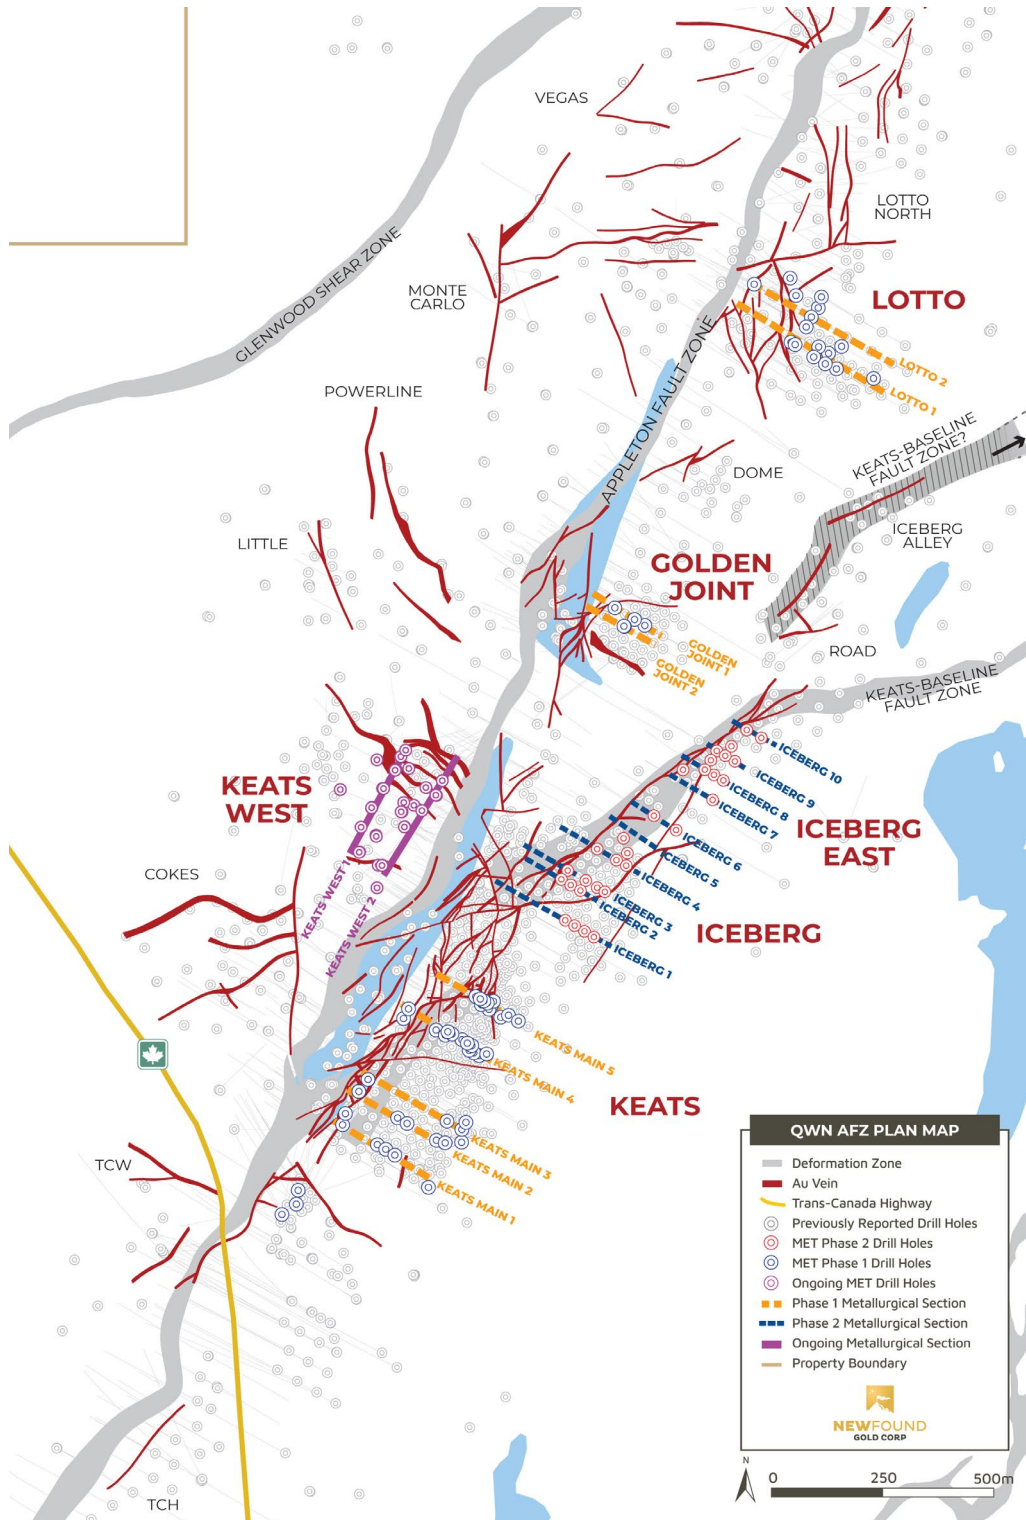 VEGAS
LOTTO
NORTH
GLENWOOD SHEAR ZONE
MONTE
CARLO
LOTTO
APPLETON FAULT ZONE
LOTTO 2
LOTTO 1
POWERLINE
KEATS-BASELINE
FAULT ZONE?
DOME
ICEBERG
ALLEY
LITTLE
GOLDEN
JOINT
GOLDEN
JOINT 1
GOLDEN
JOINT 2
ROAD
KEATS-BASELINE
FAULT ZONE
KEATS
WEST
ICEBERG 10
ICEBERG 9
ICEBERG 8
ICEBERG 7
ICEBERG
EAST
ICEBERG 6
ICEBERG 5
ICEBERG 4
ICEBERG 3
ICEBERG 2
ICEBERG 1
ICEBERG
COKES
KEATS WEST 1
KEATS WEST 2
KEATS MAIN 5
KEATS MAIN 4
KEATS
KEATS MAIN 3
KEATS MAIN 2
KEATS MAIN 1
TCW
TCH
QWN AFZ PLAN MAP
Deformation Zone
Au Vein
Trans-Canada Highway
Previously Reported Drill Holes
MET Phase 2 Drill Holes
MET Phase 1 Drill Holes
Ongoing MET Drill Holes
Phase 1 Metallurgical Section
Phase 2 Metallurgical Section
Ongoing Metallurgical Section
Property Boundary
NEWFOUND
GOLD CORP
N
0 250 500m